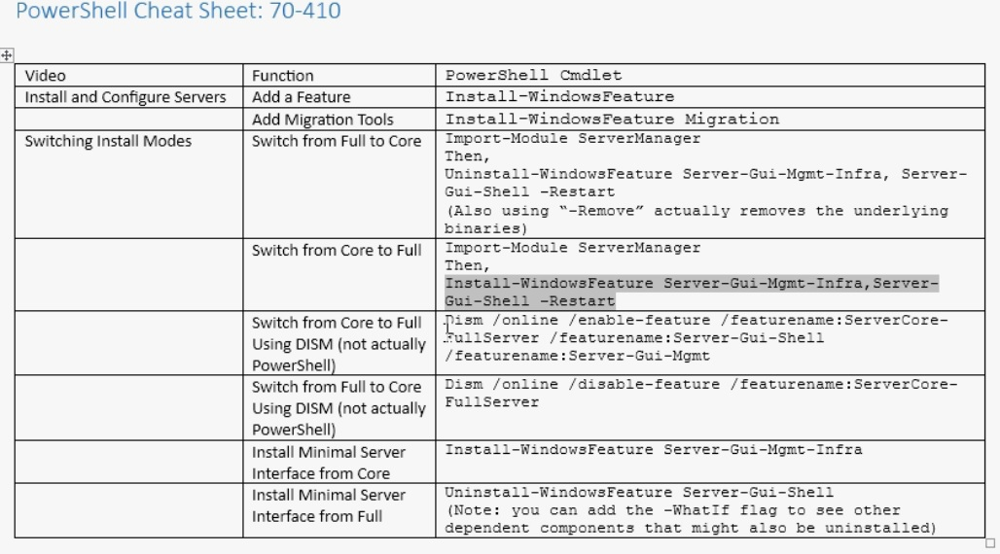 PowerShell Cheat Sheet: 70-410
Video Function PowerShell Cmdlet
Install and Configure Servers Add a Feature Install-WindowsFeature
Add Migration Tools Install-WindowsFeature Migration
Switching Install Modes Switch from Full to Core Import-Module ServerManager
Then,
Uninstall-WindowsFeature Server-Gui-Mgmt-Infra, Server-
Gui-Shell -Restart
(Also using “-Remove” actually removes the underlying
binaries)
Switch from Core to Full Import-Module ServerManager
Then,
Install-WindowsFeature Server-Gui-Mgmt-Infra,Server-
Gui-Shell -Restart
Switch from Core to Full Dism /online /enable-feature /featurename:ServerCore-
Using DISM (not actually FullServer /featurename:Server-Gui-Shell
PowerShell) /featurename:Server-Gui-Mgmt
Switch from Full to Core Dism /online /disable-feature /featurename:ServerCore-
Using DISM (not actually FullServer
PowerShell)
Install Minimal Server Install-WindowsFeature Server-Gui-Mgmt-Infra
Interface from Core
Install Minimal Server Uninstall-WindowsFeature Server-Gui-Shell
Interface from Full (Note: you can add the -WhatIf flag to see other
dependent components that might also be uninstalled)